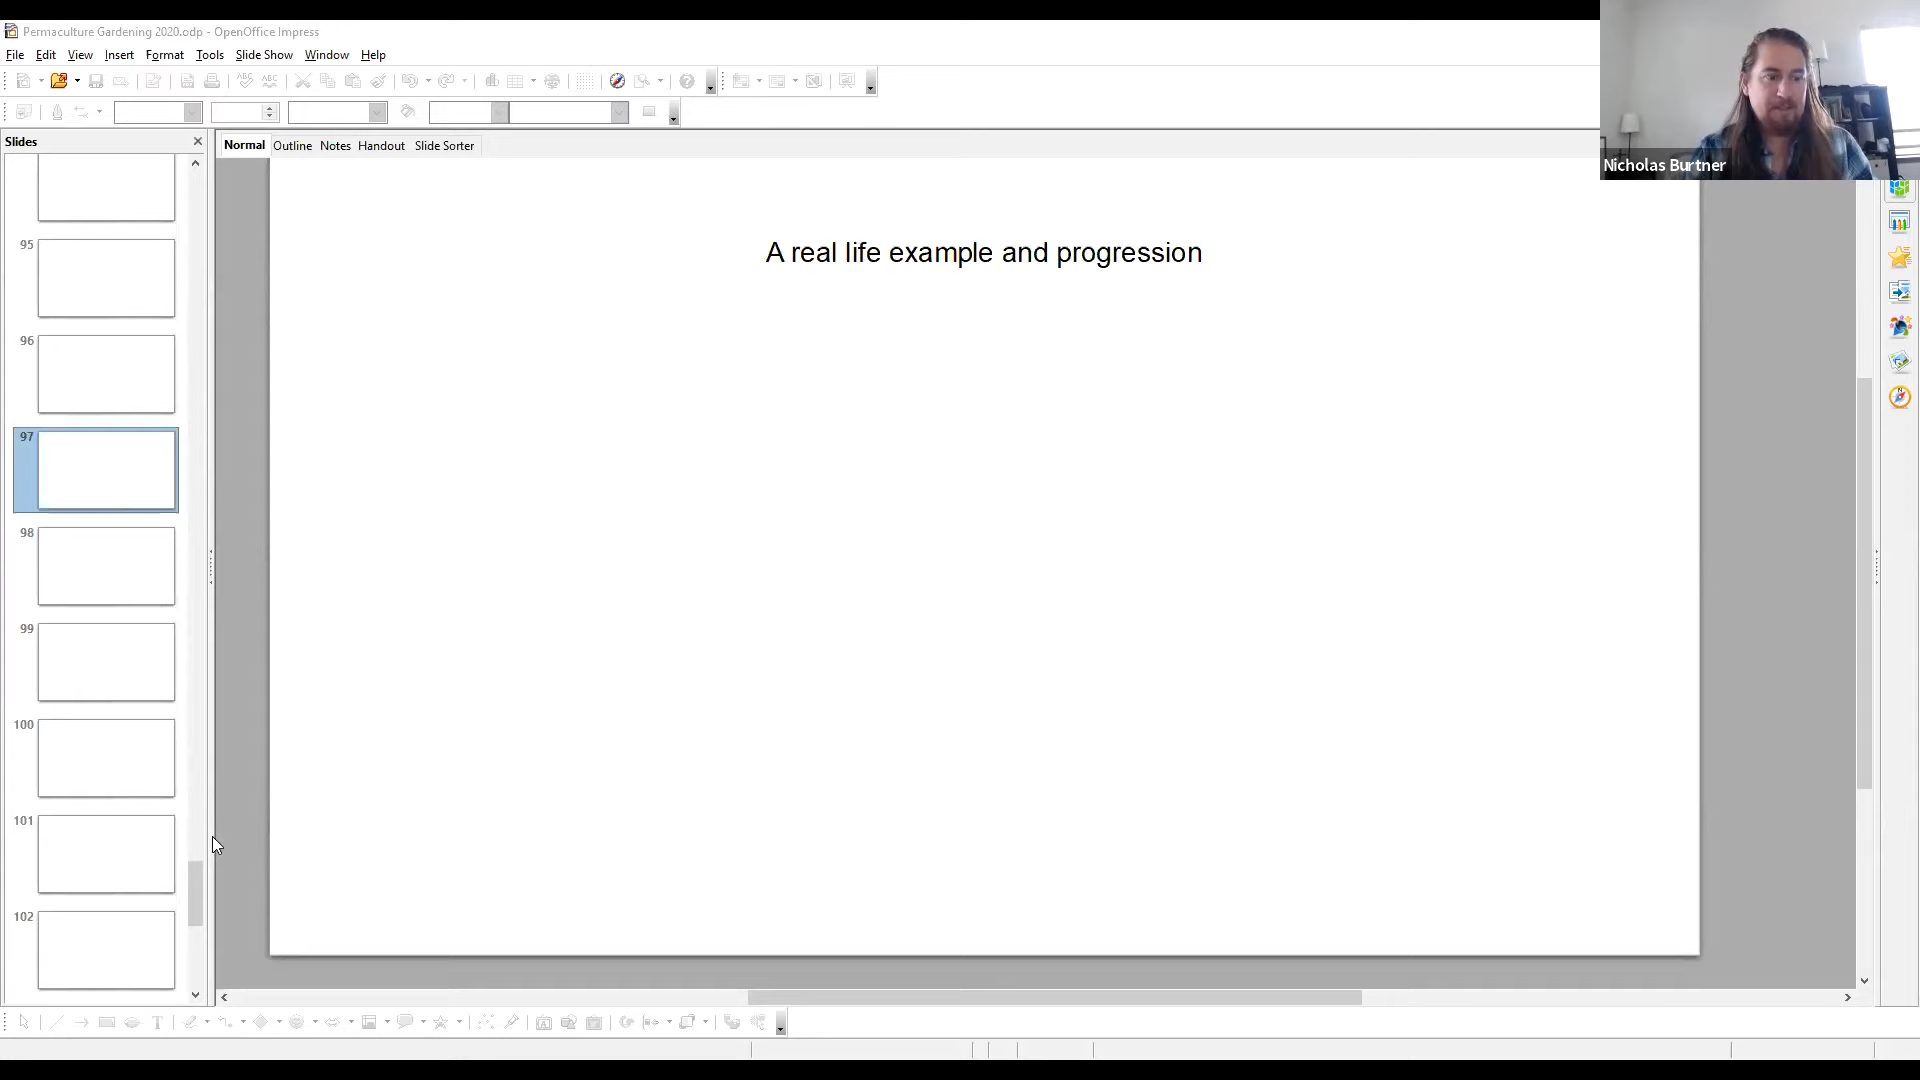 Permaculture Gardening 2020.odp - OpenOffice Impress
File Edit View Insert Format Tools Slide Show Window Help
Nicholas Burtner
Slides
Normal Outline Notes Handout Slide Sorter
A real life example and progression
95
96
97
98
99
100
101
102